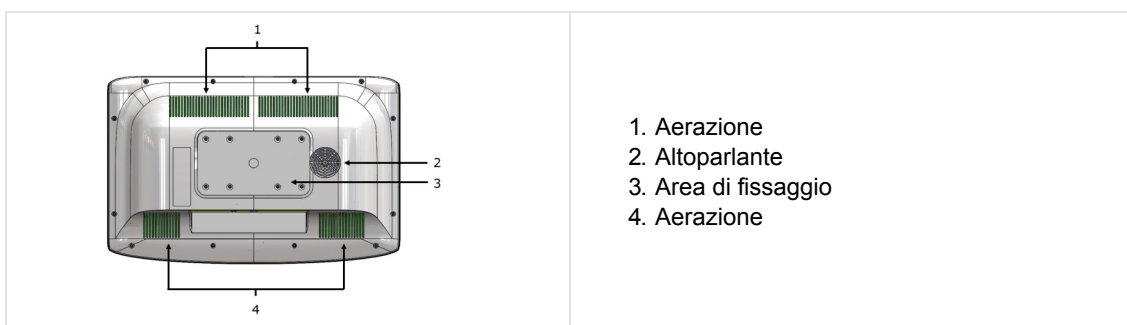 1
2
3
4
1. Aerazione
2. Altoparlante
3. Area di fissaggio
4. Aerazione